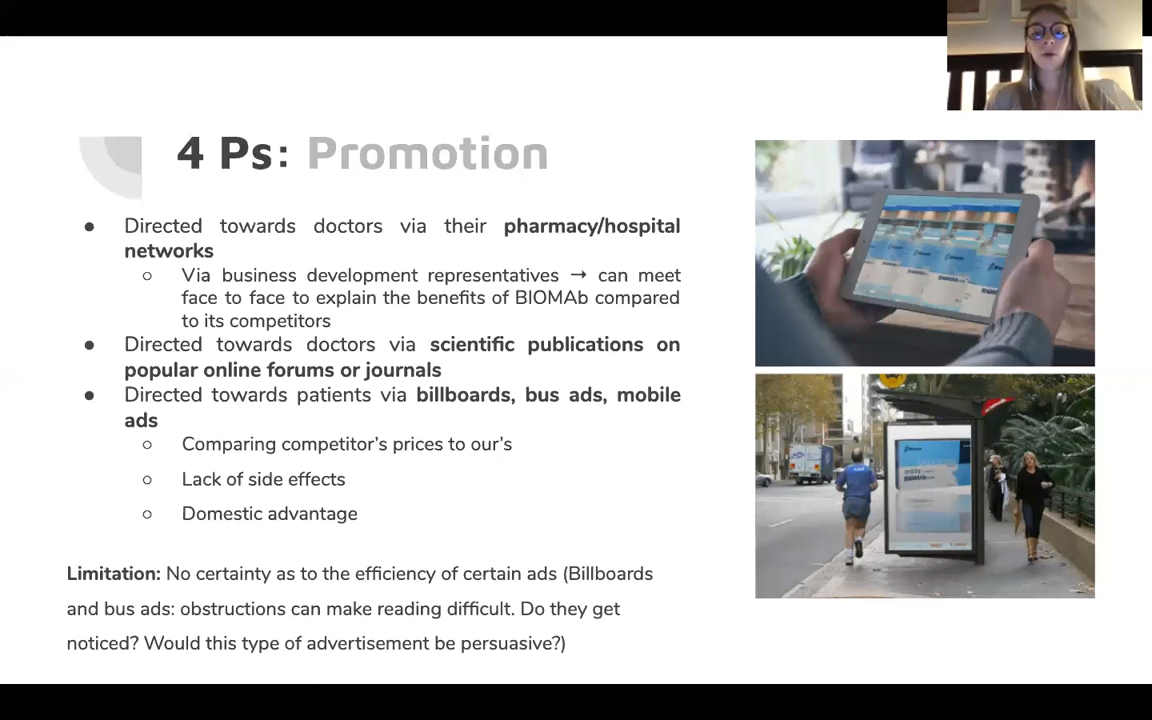 4 Ps: Promotion
● Directed towards doctors via their pharmacy/hospital
networks
○ Via business development representatives → can meet
face to face to explain the benefits of BIOMAb compared
to its competitors
● Directed towards doctors via scientific publications on
popular online forums or journals
● Directed towards patients via billboards, bus ads, mobile
ads
○ Comparing competitor's prices to our's
○ Lack of side effects
○ Domestic advantage
Limitation: No certainty as to the efficiency of certain ads (Billboards
and bus ads: obstructions can make reading difficult. Do they get
noticed? Would this type of advertisement be persuasive?)
BIOMAb